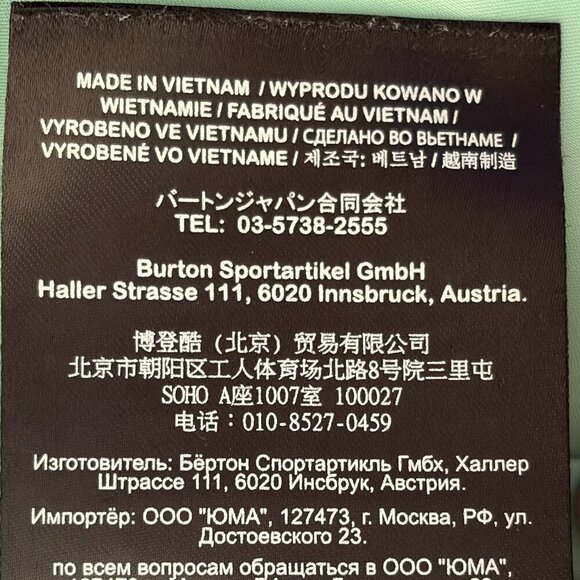 MADE IN VIETNAM / WYPRODU KOWANO W
WIETNAMIE / FABRIQUÉ AU VIETNAM /
VYROBENO VE VIETNAMU / СДЕЛАНО ВО ВЬЕТНАМЕ /
VYROBENÉ VO VIETNAME / 제조국: 베트남 / 越南制造
バートンジャパン合同会社
TEL: 03-5738-2555
Burton Sportartikel GmbH
Haller Strasse 111, 6020 Innsbruck, Austria.
博登酷（北京）贸易有限公司
北京市朝阳区工人体育场北路8号院三里屯
SOHO A座1007室 100027
电话：010-8527-0459
Изготовитель: Бёртон Спортартикль Гмбх, Халлер
Штрассе 111, 6020 Инсбрук, Австрия.
Импортёр: ООО "ЮМА", 127473, г. Москва, РФ, ул.
Достоевского 23.
по всем вопросам обращаться в ООО "ЮМА",